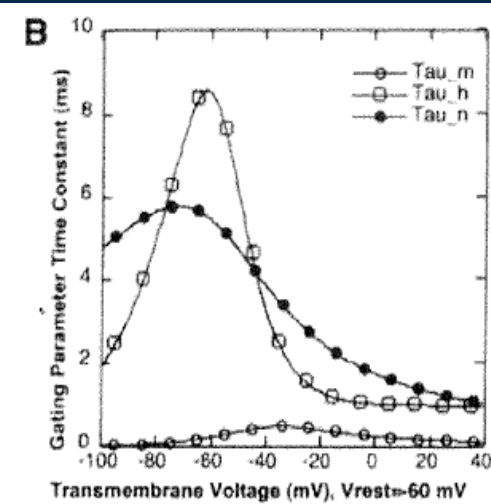 B
10
8
6
4
2
0
Gating Parameter Time Constant (ms)
Tau_m
Tau_h
Tau_n
-100 -80 -60 -40 -20 0 20 40
Transmembrane Voltage (mV), Vrest=-60 mV